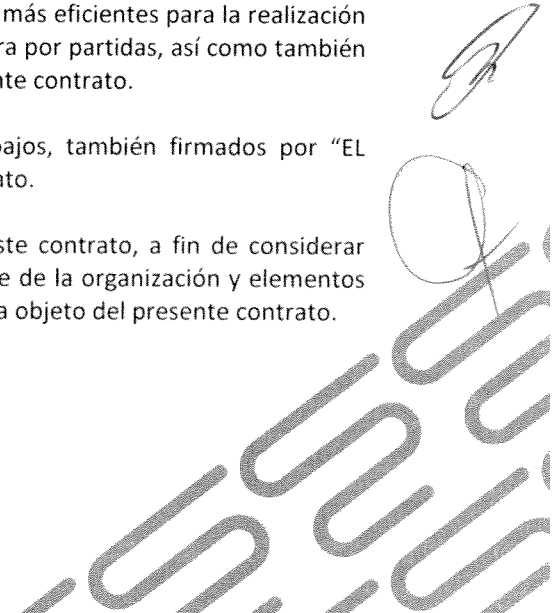 más eficientes para la realización
ra por partidas, así como también
nte contrato.
bajos, también firmados por “EL
ato.
ste contrato, a fin de considerar
e de la organización y elementos
a objeto del presente contrato.